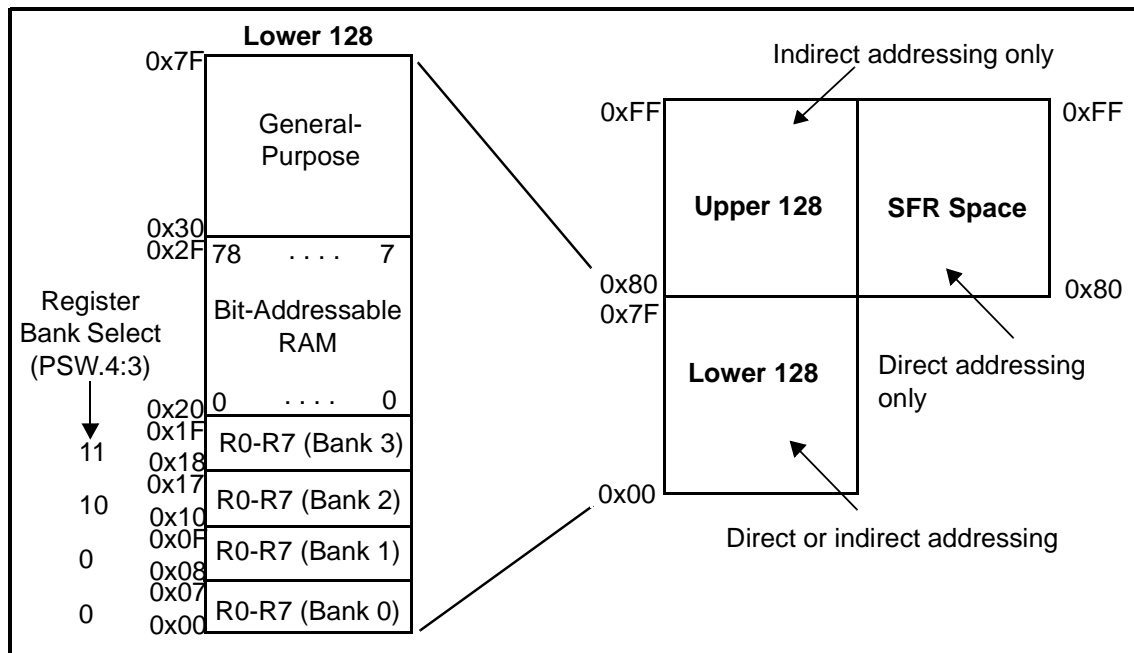 Lower 128
0x7F
General-
Purpose
0x30
0x2F
78 . . . . 7
Bit-Addressable
RAM
0 . . . . 0
0x20
Register
Bank Select
(PSW.4:3)
0x1F
11 R0-R7 (Bank 3)
0x18
0x17
10 R0-R7 (Bank 2)
0x10
0x0F
0 R0-R7 (Bank 1)
0x08
0x07
0 R0-R7 (Bank 0)
0x00
Indirect addressing only
0xFF 0xFF
Upper 128 SFR Space
0x80 0x80
0x7F
Lower 128
Direct addressing
only
0x00
Direct or indirect addressing